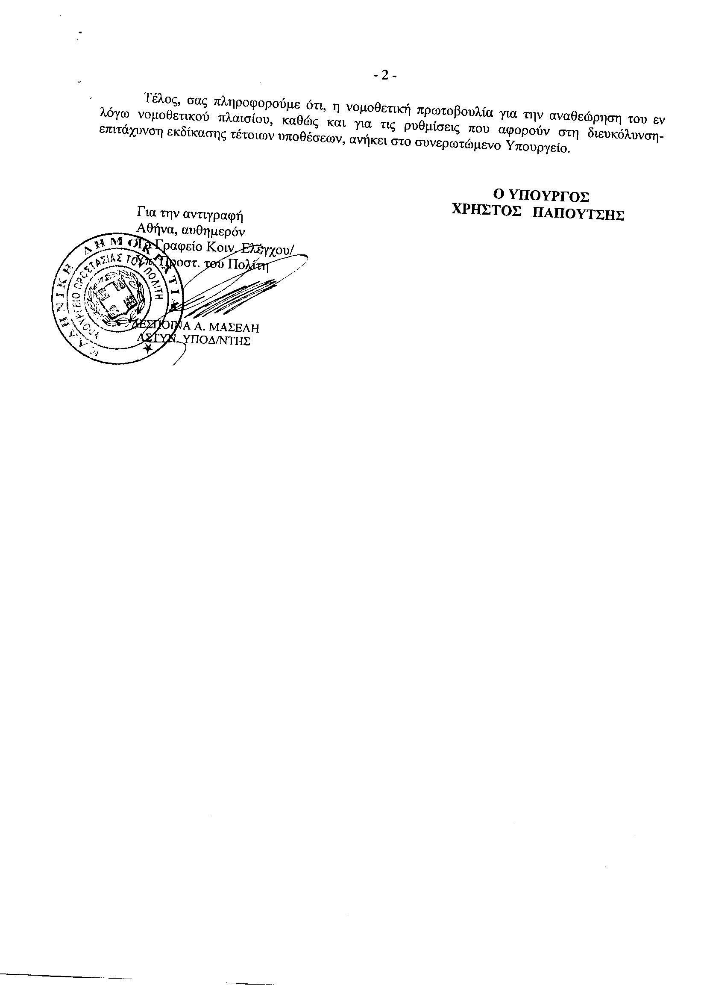 - 2 -
Τέλος, σας πληροφορούμε ότι, η νομοθετική πρωτοβουλία για την αναθεώρηση του εν
λόγω νομοθετικού πλαισίου, καθώς και για τις ρυθμίσεις που αφορούν στη διευκόλυνση-
επιτάχυνση εκδίκασης τέτοιων υποθέσεων, ανήκει στο συνερωτώμενο Υπουργείο.
Ο ΥΠΟΥΡΓΟΣ
ΧΡΗΣΤΟΣ ΠΑΠΟΥΤΣΗΣ
Για την αντιγραφή
Αθήνα, αυθημερόν
Το Γραφείο Κοιν. Ελέγχου/
Υπ. Προστ. του Πολίτη
ΕΛΛΗΝΙΚΗ ΔΗΜΟΚΡΑΤΙΑ
ΥΠΟΥΡΓΕΙΟ ΠΡΟΣΤΑΣΙΑΣ ΤΟΥ ΠΟΛΙΤΗ
ΔΕΣΠΟΙΝΑ Α. ΜΑΣΕΛΗ
ΑΣΤΥΝ. ΥΠΟΔ/ΝΤΗΣ